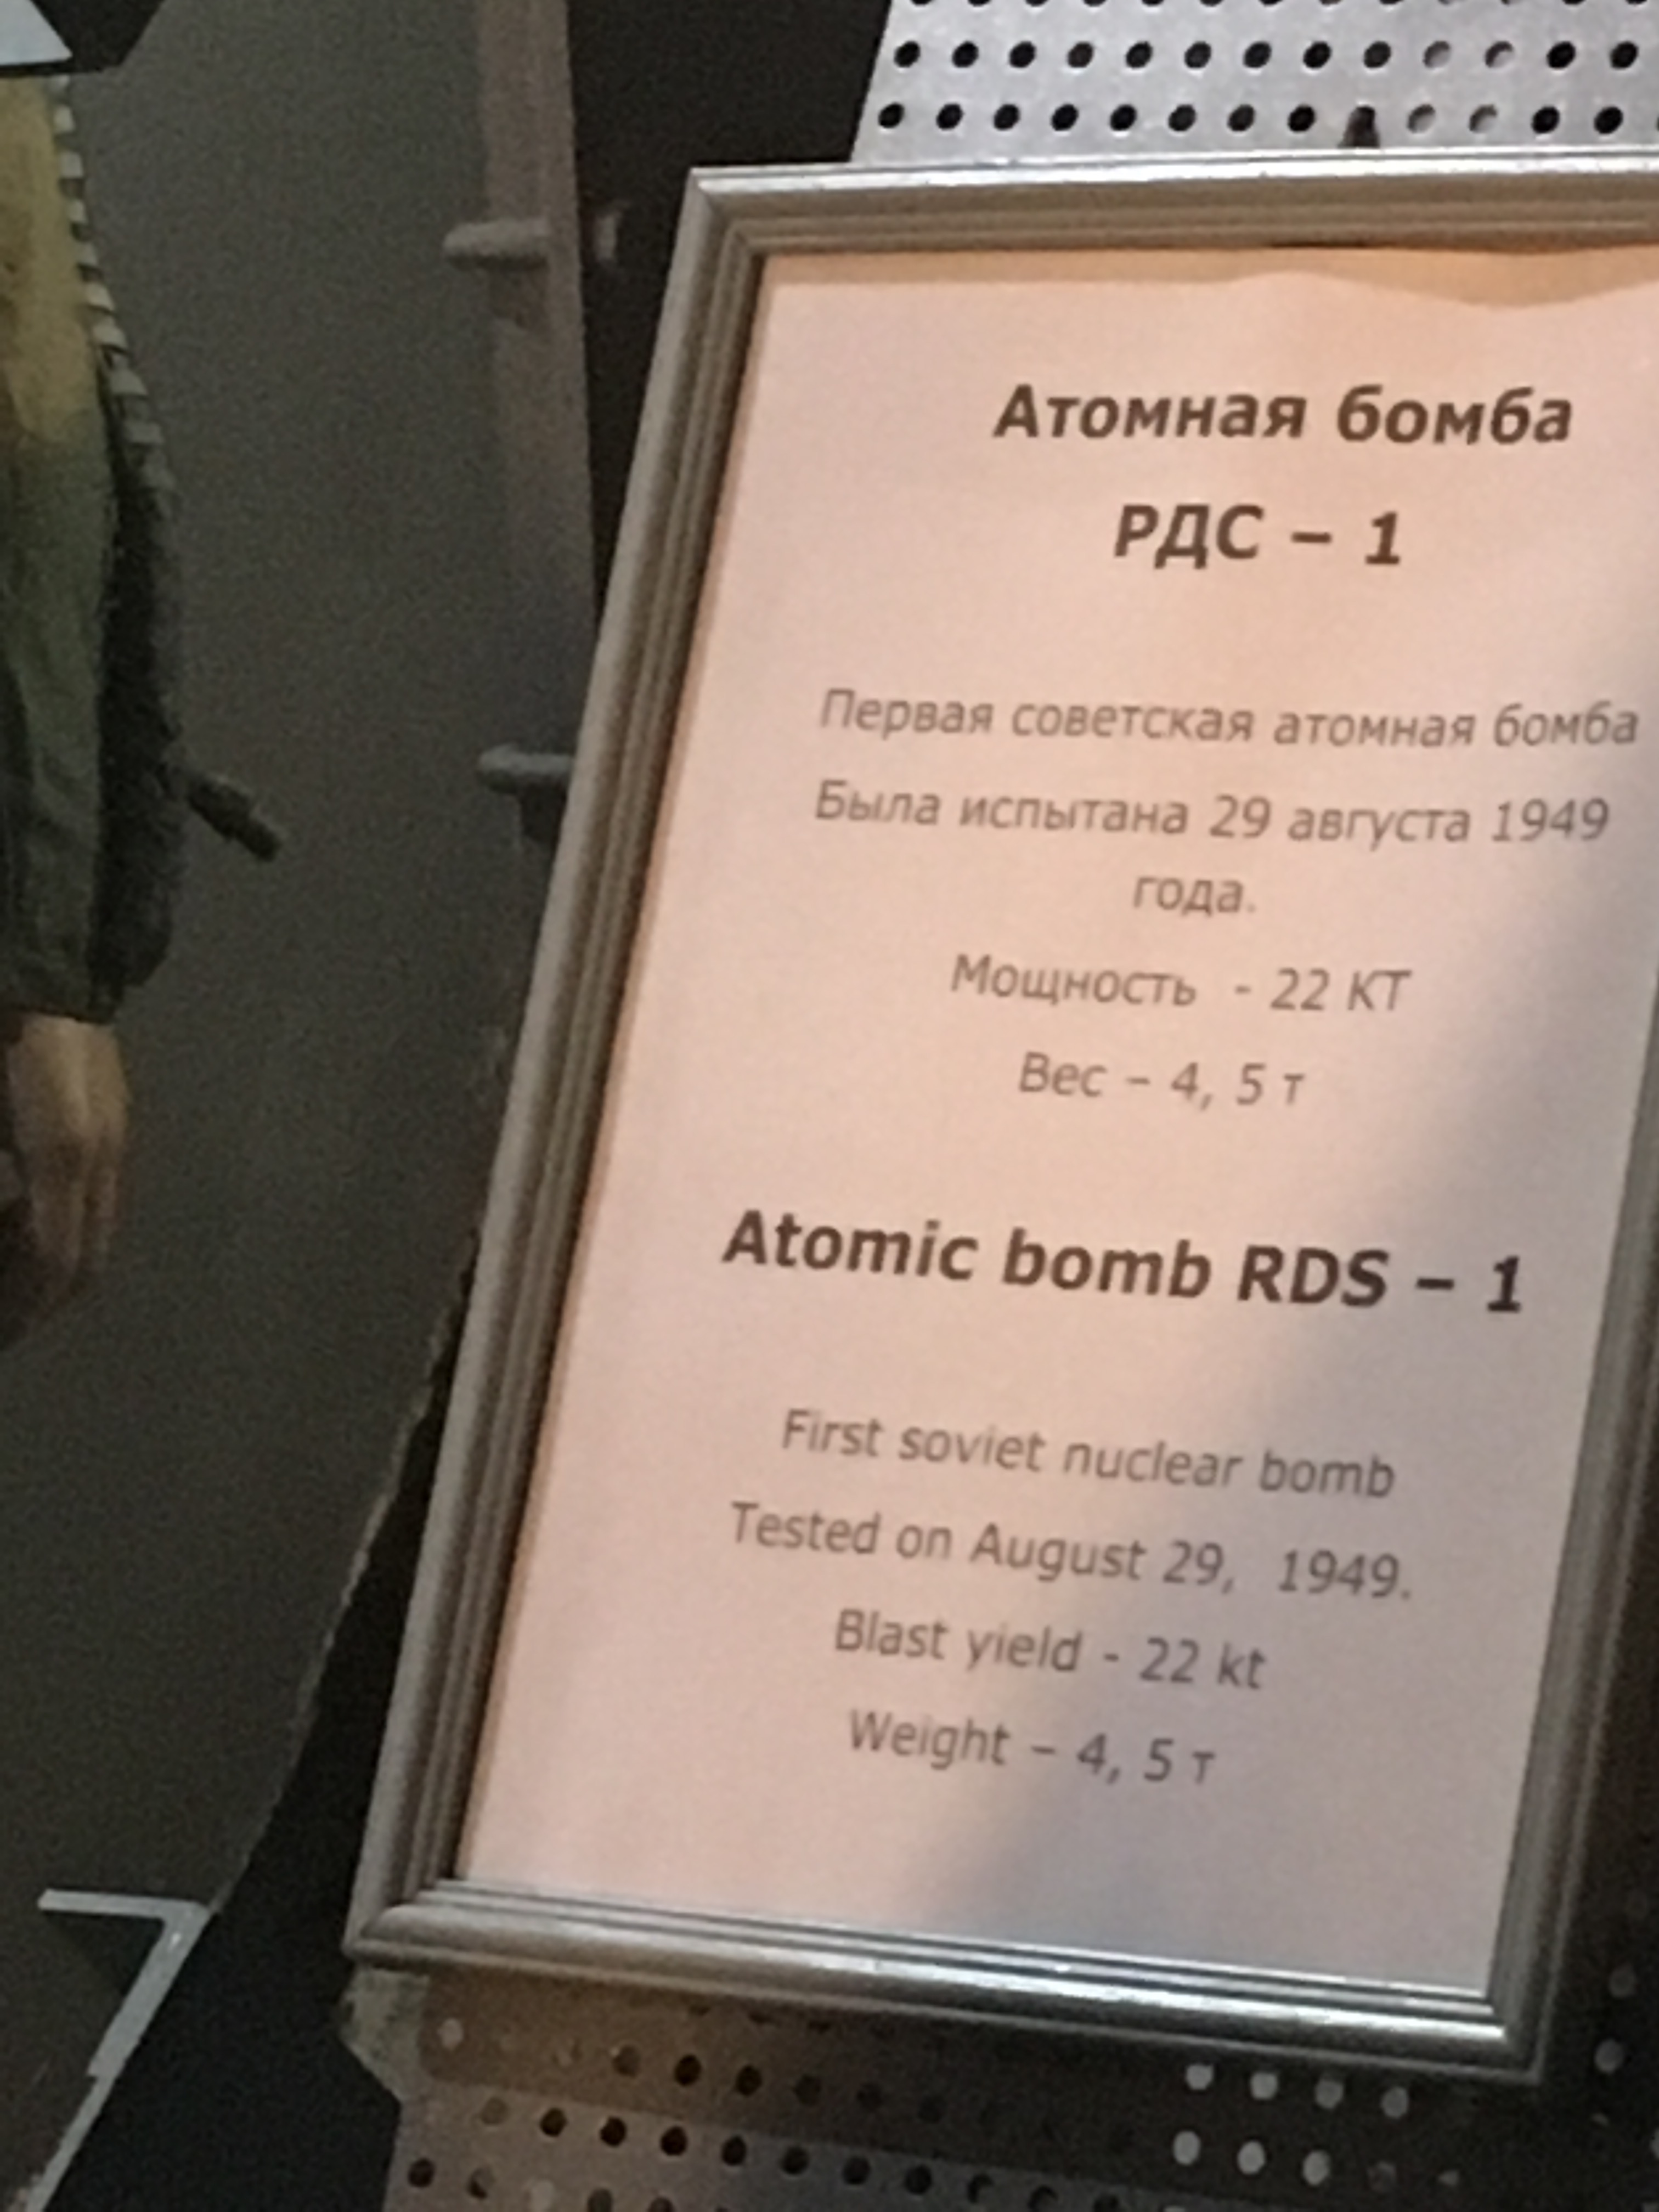 Атомная бомба
РДС – 1
Первая советская атомная бомба
Была испытана 29 августа 1949
года.
Мощность - 22 КТ
Вес – 4, 5 т
Atomic bomb RDS – 1
First soviet nuclear bomb
Tested on August 29, 1949.
Blast yield - 22 kt
Weight – 4, 5 т